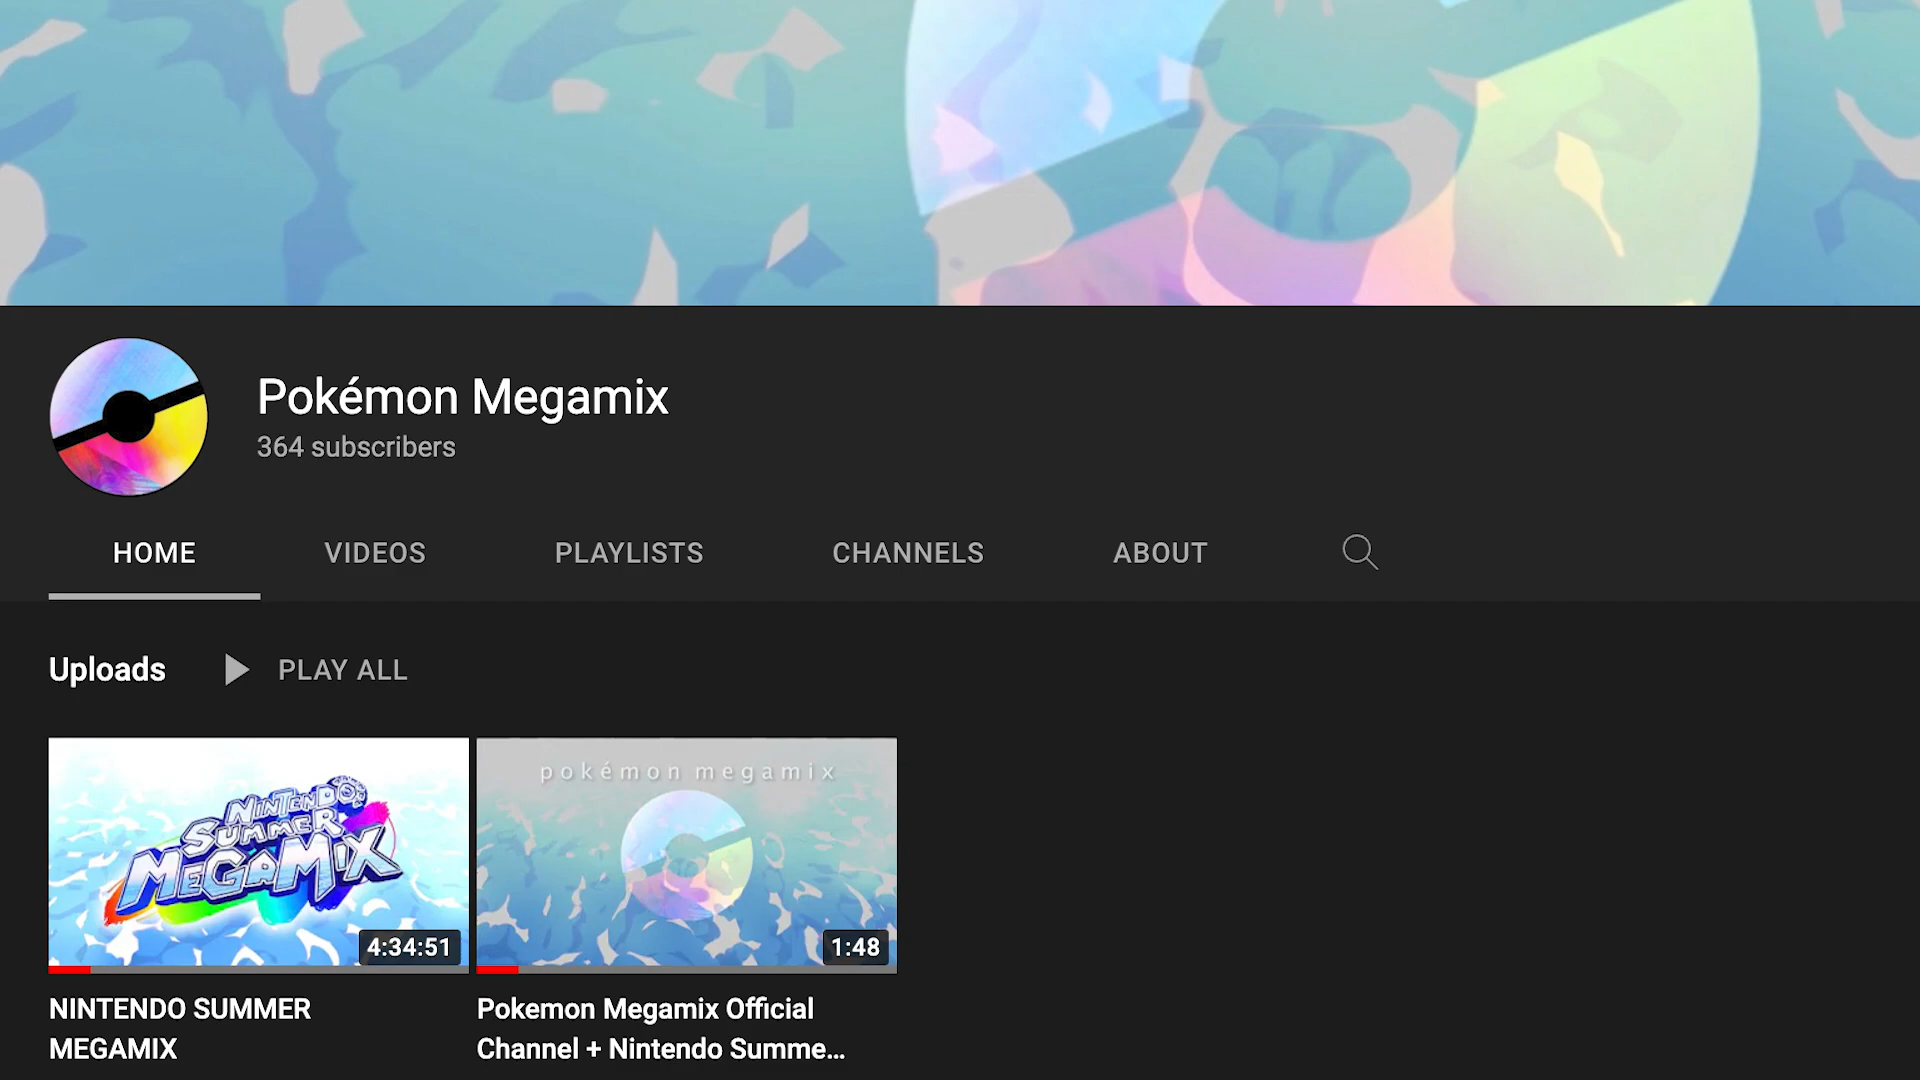 Pokémon Megamix
364 subscribers
HOME VIDEOS PLAYLISTS CHANNELS ABOUT
Uploads PLAY ALL
pokémon megamix
NINTENDO
SUMMER
MEGAMIX
4:34:51
1:48
NINTENDO SUMMER
MEGAMIX
Pokemon Megamix Official
Channel + Nintendo Summe...